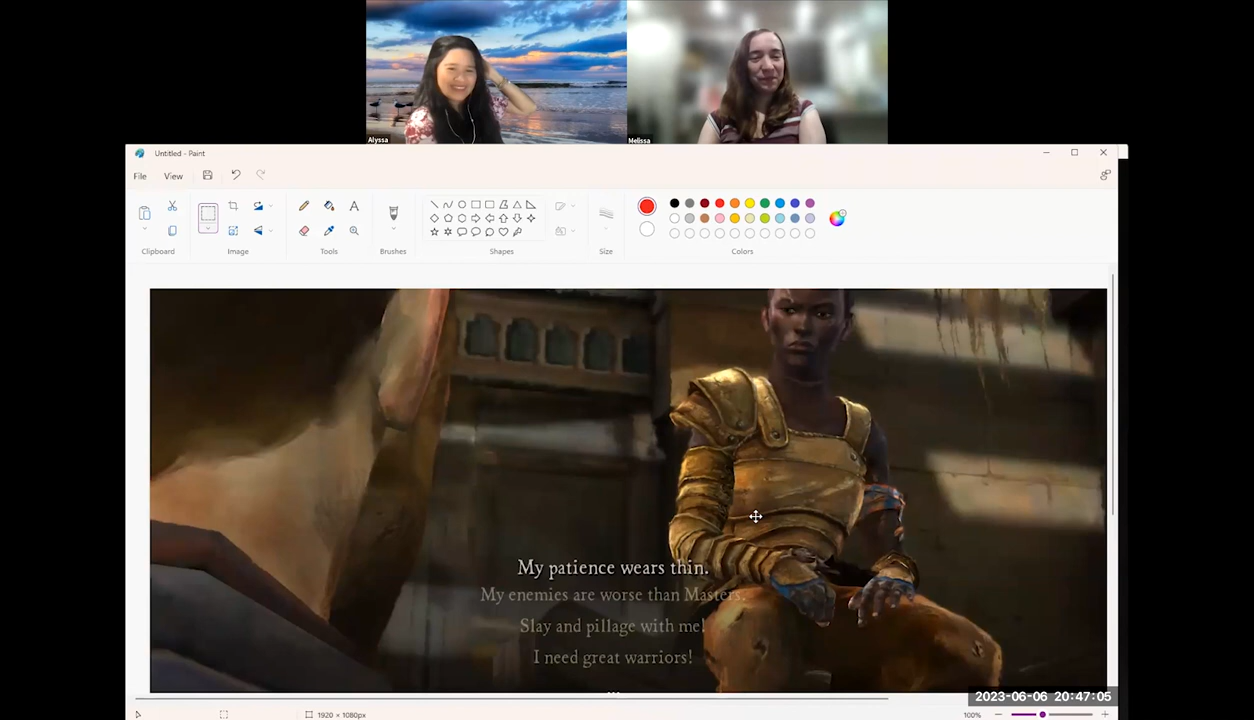 Alyssa
Melissa
Untitled - Paint
File
View
Clipboard
Image
A
Tools
Brushes
Shapes
Size
Colors
My patience wears thin.
My enemies are worse than Masters.
Slay and pillage with me!
I need great warriors!
2023-06-06 20:47:05
1920 × 1080px
100%